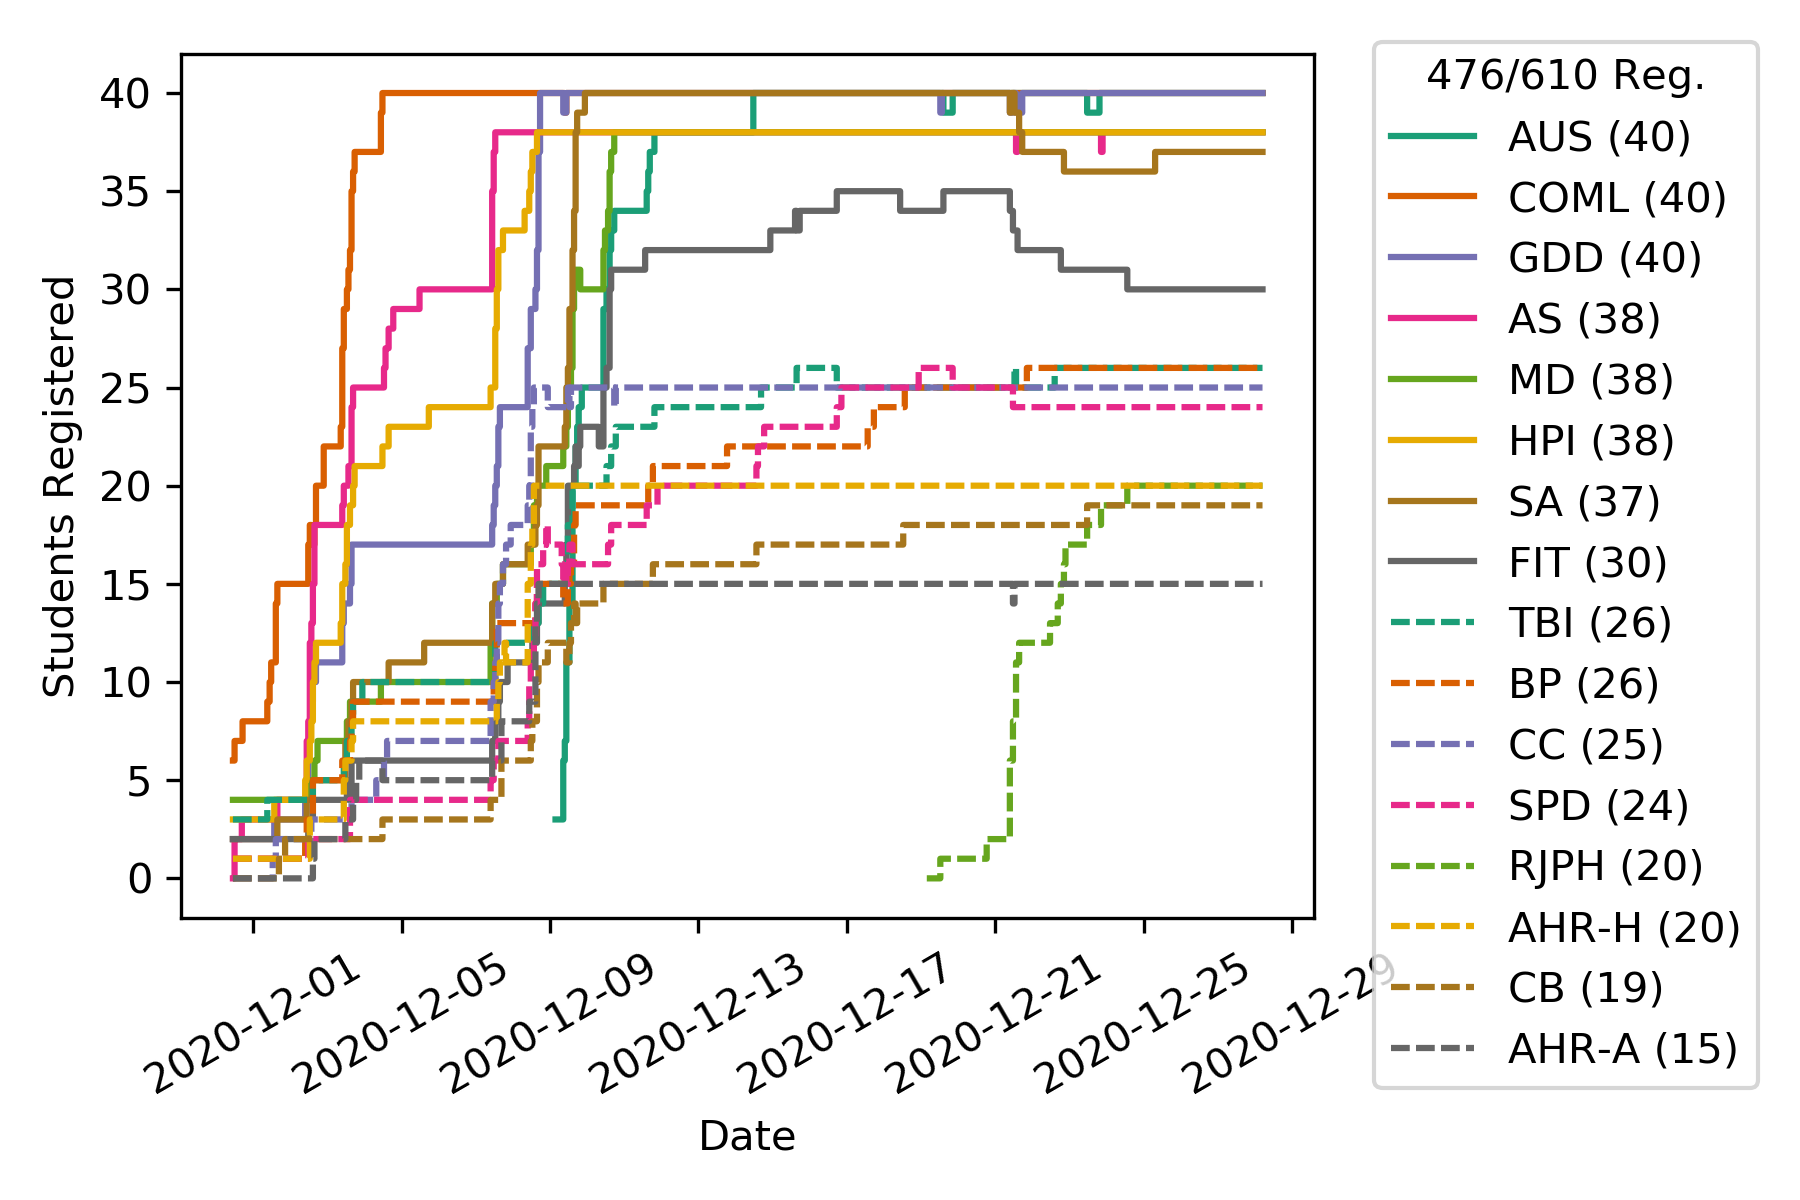 476/610 Reg.
AUS (40)
COML (40)
GDD (40)
AS (38)
MD (38)
HPI (38)
SA (37)
FIT (30)
TBI (26)
BP (26)
CC (25)
SPD (24)
RJPH (20)
AHR-H (20)
CB (19)
AHR-A (15)
Students Registered
40
35
30
25
20
15
10
5
0
2020-12-01
2020-12-05
2020-12-09
2020-12-13
2020-12-17
2020-12-21
2020-12-25
2020-12-29
Date